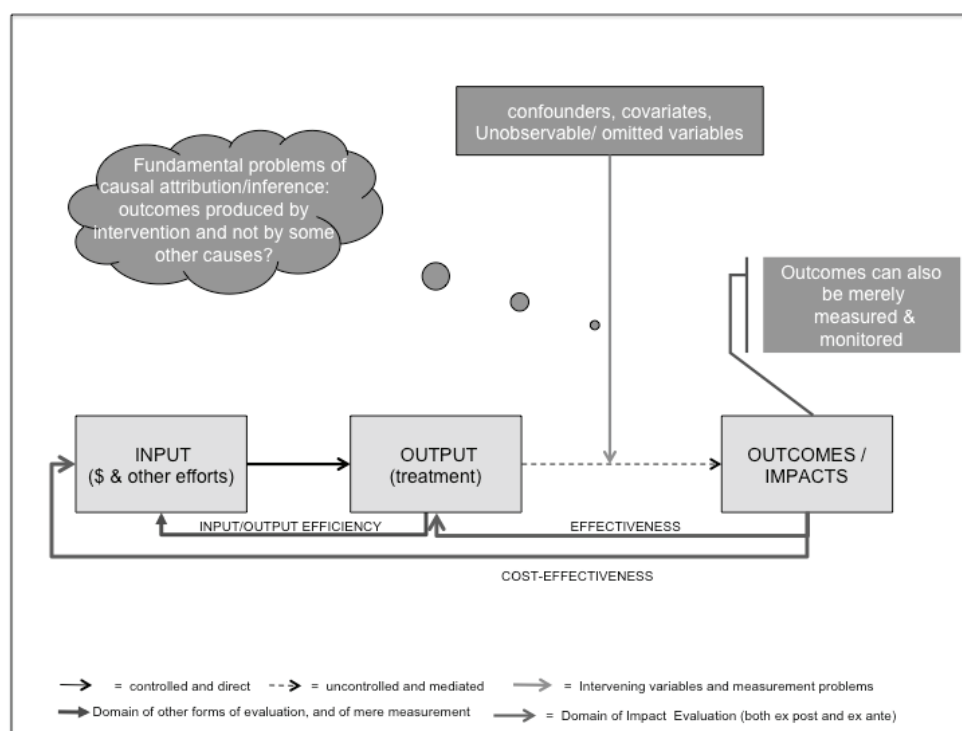 confounders, covariates,
Unobservable/ omitted variables
Fundamental problems of
causal attribution/inference:
outcomes produced by
intervention and not by some
other causes?
Outcomes can also
be merely
measured &
monitored
INPUT
($ & other efforts)
OUTPUT
(treatment)
OUTCOMES /
IMPACTS
INPUT/OUTPUT EFFICIENCY
EFFECTIVENESS
COST-EFFECTIVENESS
= controlled and direct
= uncontrolled and mediated
= Intervening variables and measurement problems
Domain of other forms of evaluation, and of mere measurement
= Domain of Impact Evaluation (both ex post and ex ante)